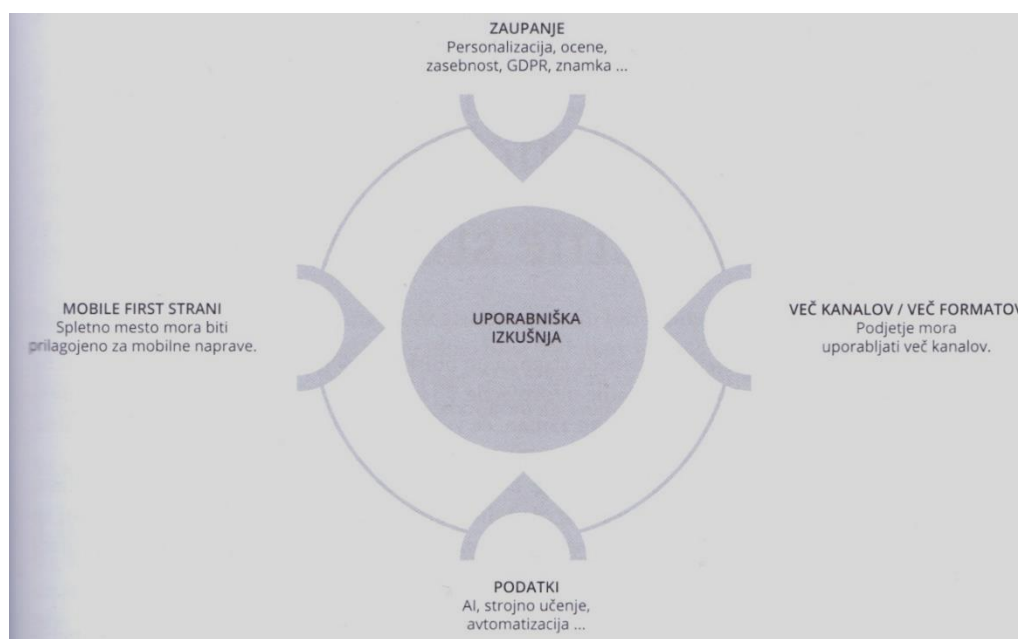 ZAUPANJE
Personalizacija, ocene,
zasebnost, GDPR, znamka ...
MOBILE FIRST STRANI
Spletno mesto mora biti
prilagojeno za mobilne naprave.
UPORABNIŠKA
IZKUŠNJA
VEČ KANALOV / VEČ FORMATOV
Podjetje mora
uporabljati več kanalov.
PODATKI
AI, strojno učenje,
avtomatizacija ...